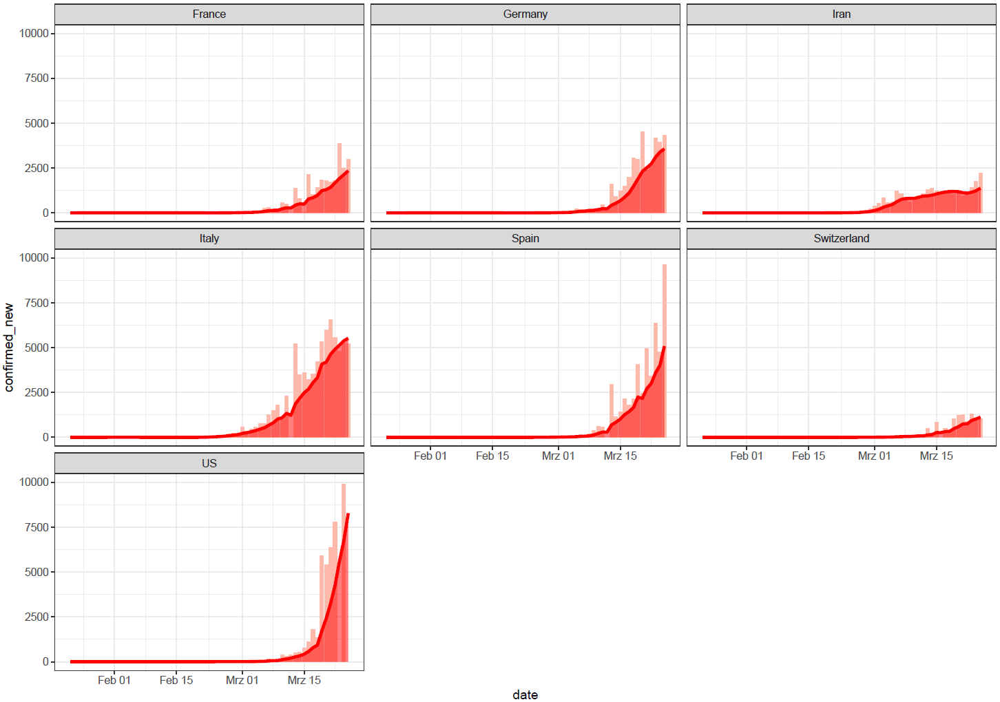 France
Germany
Iran
10000
7500
5000
2500
0
Italy
Spain
Switzerland
10000
7500
5000
2500
0
confirmed_new
Feb 01
Feb 15
Mrz 01
Mrz 15
Feb 01
Feb 15
Mrz 01
Mrz 15
US
10000
7500
5000
2500
0
Feb 01
Feb 15
Mrz 01
Mrz 15
date